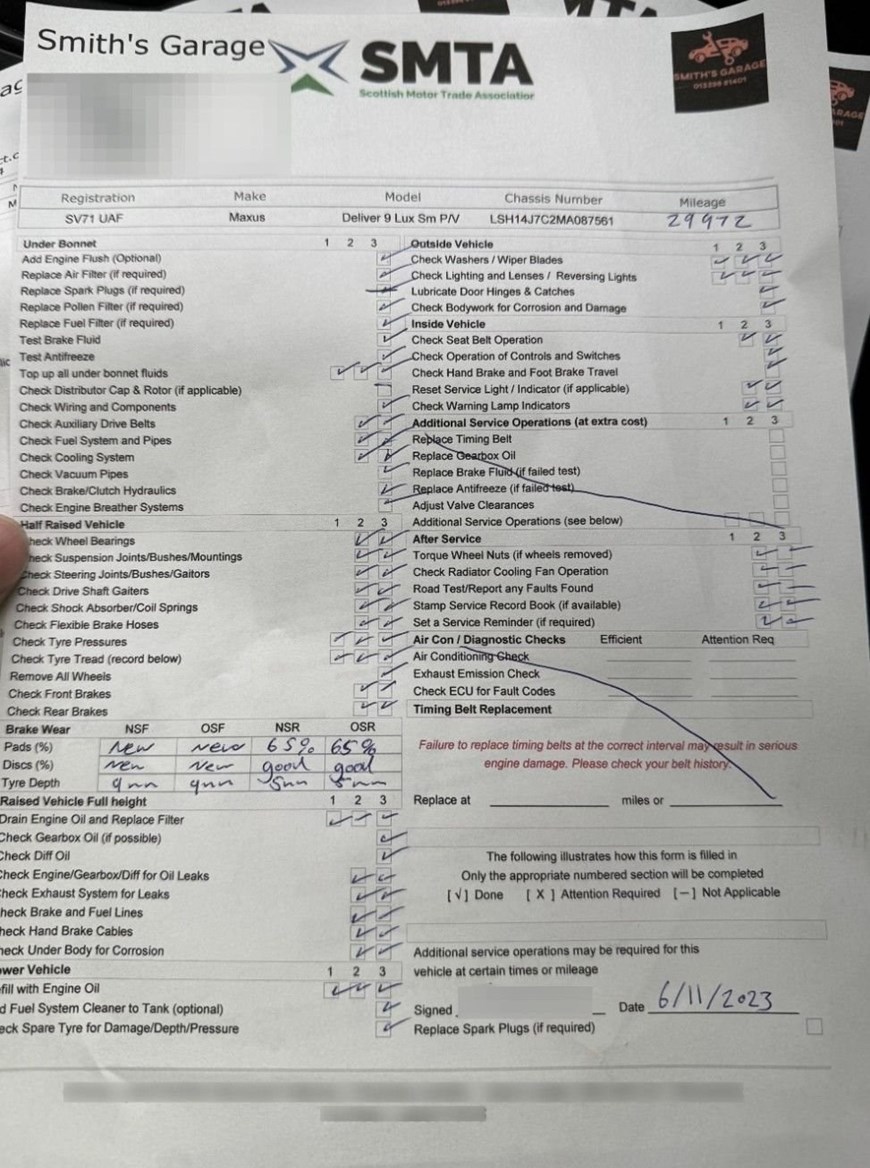 Smith's Garage
SMTA
Scottish Motor Trade Association
SMITH'S GARAGE
Registration Make Model Chassis Number Mileage
SV71 UAF Maxus Deliver 9 Lux Sm P/V LSH14J7C2MA087561 29972
Under Bonnet 1 2 3
Add Engine Flush (Optional)
Replace Air Filter (if required)
Replace Spark Plugs (if required)
Replace Pollen Filter (if required)
Replace Fuel Filter (if required)
Test Brake Fluid
Test Antifreeze
Top up all under bonnet fluids
Check Distributor Cap & Rotor (if applicable)
Check Wiring and Components
Check Auxiliary Drive Belts
Check Fuel System and Pipes
Check Cooling System
Check Vacuum Pipes
Check Brake/Clutch Hydraulics
Check Engine Breather Systems
Half Raised Vehicle 1 2 3
heck Wheel Bearings
heck Suspension Joints/Bushes/Mountings
Check Steering Joints/Bushes/Gaitors
Check Drive Shaft Gaiters
Check Shock Absorber/Coil Springs
Check Flexible Brake Hoses
Check Tyre Pressures
Check Tyre Tread (record below)
Remove All Wheels
Check Front Brakes
Check Rear Brakes
Brake Wear NSF OSF NSR OSR
Pads (%) New New 65% 65%
Discs (%) New New good good
Tyre Depth 9mm 9mm 5mm 5mm
Raised Vehicle Full height 1 2 3
Drain Engine Oil and Replace Filter
Check Gearbox Oil (if possible)
Check Diff Oil
Check Engine/Gearbox/Diff for Oil Leaks
heck Exhaust System for Leaks
heck Brake and Fuel Lines
heck Hand Brake Cables
heck Under Body for Corrosion
ower Vehicle 1 2 3
efill with Engine Oil
d Fuel System Cleaner to Tank (optional)
eck Spare Tyre for Damage/Depth/Pressure
Outside Vehicle 1 2 3
Check Washers / Wiper Blades
Check Lighting and Lenses / Reversing Lights
Lubricate Door Hinges & Catches
Check Bodywork for Corrosion and Damage
Inside Vehicle 1 2 3
Check Seat Belt Operation
Check Operation of Controls and Switches
Check Hand Brake and Foot Brake Travel
Reset Service Light / Indicator (if applicable)
Check Warning Lamp Indicators
Additional Service Operations (at extra cost) 1 2 3
Replace Timing Belt
Replace Gearbox Oil
Replace Brake Fluid (if failed test)
Replace Antifreeze (if failed test)
Adjust Valve Clearances
Additional Service Operations (see below)
After Service 1 2 3
Torque Wheel Nuts (if wheels removed)
Check Radiator Cooling Fan Operation
Road Test/Report any Faults Found
Stamp Service Record Book (if available)
Set a Service Reminder (if required)
Air Con / Diagnostic Checks Efficient Attention Req
Air Conditioning Check
Exhaust Emission Check
Check ECU for Fault Codes
Timing Belt Replacement
Failure to replace timing belts at the correct interval may result in serious
engine damage. Please check your belt history.
Replace at miles or
The following illustrates how this form is filled in
Only the appropriate numbered section will be completed
[√] Done [X] Attention Required [—] Not Applicable
Additional service operations may be required for this
vehicle at certain times or mileage
Signed Date 6/11/2023
Replace Spark Plugs (if required)